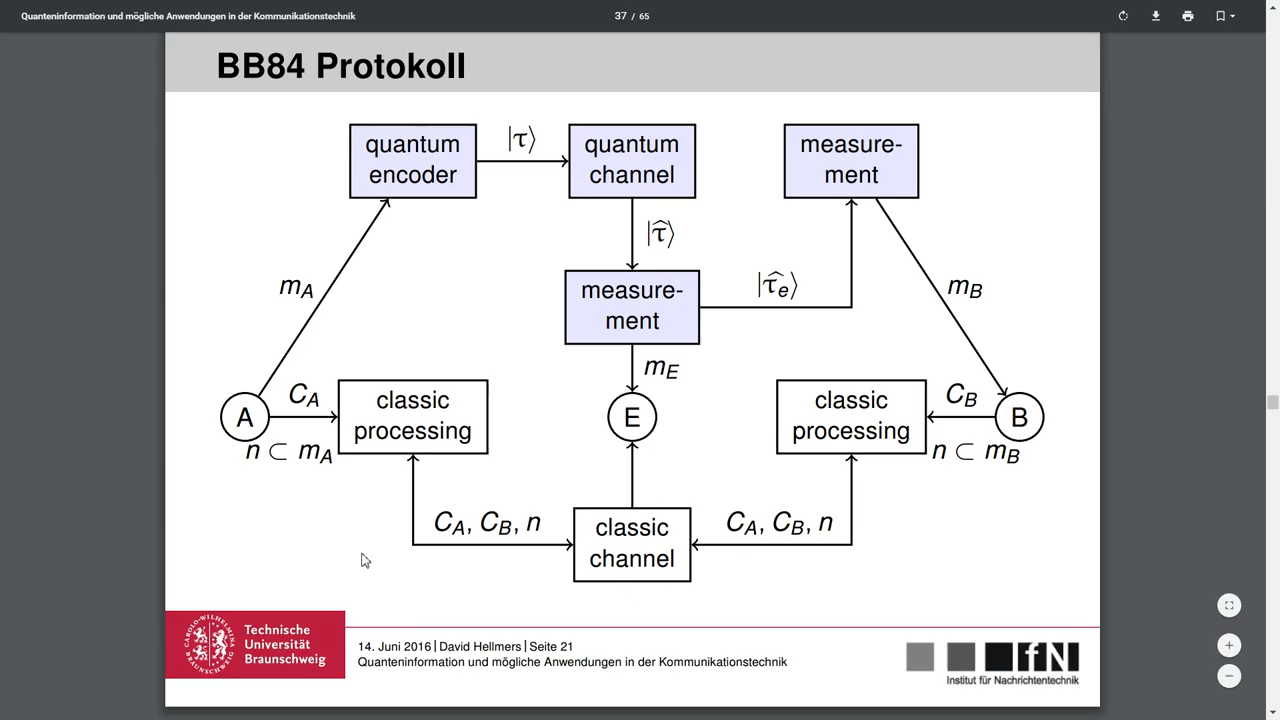 Quanteninformation und mögliche Anwendungen in der Kommunikationstechnik
37 / 65
BB84 Protokoll
quantum
encoder
|τ⟩
quantum
channel
measure-
ment
|τ̂⟩
m_A
measure-
ment
|τ̂_e⟩
m_B
m_E
A
C_A
classic
processing
n ⊂ m_A
E
classic
processing
C_B
B
n ⊂ m_B
C_A, C_B, n
classic
channel
C_A, C_B, n
CAROLO-WILHELMINA
Technische
Universität
Braunschweig
14. Juni 2016 | David Hellmers | Seite 21
Quanteninformation und mögliche Anwendungen in der Kommunikationstechnik
IfN
Institut für Nachrichtentechnik